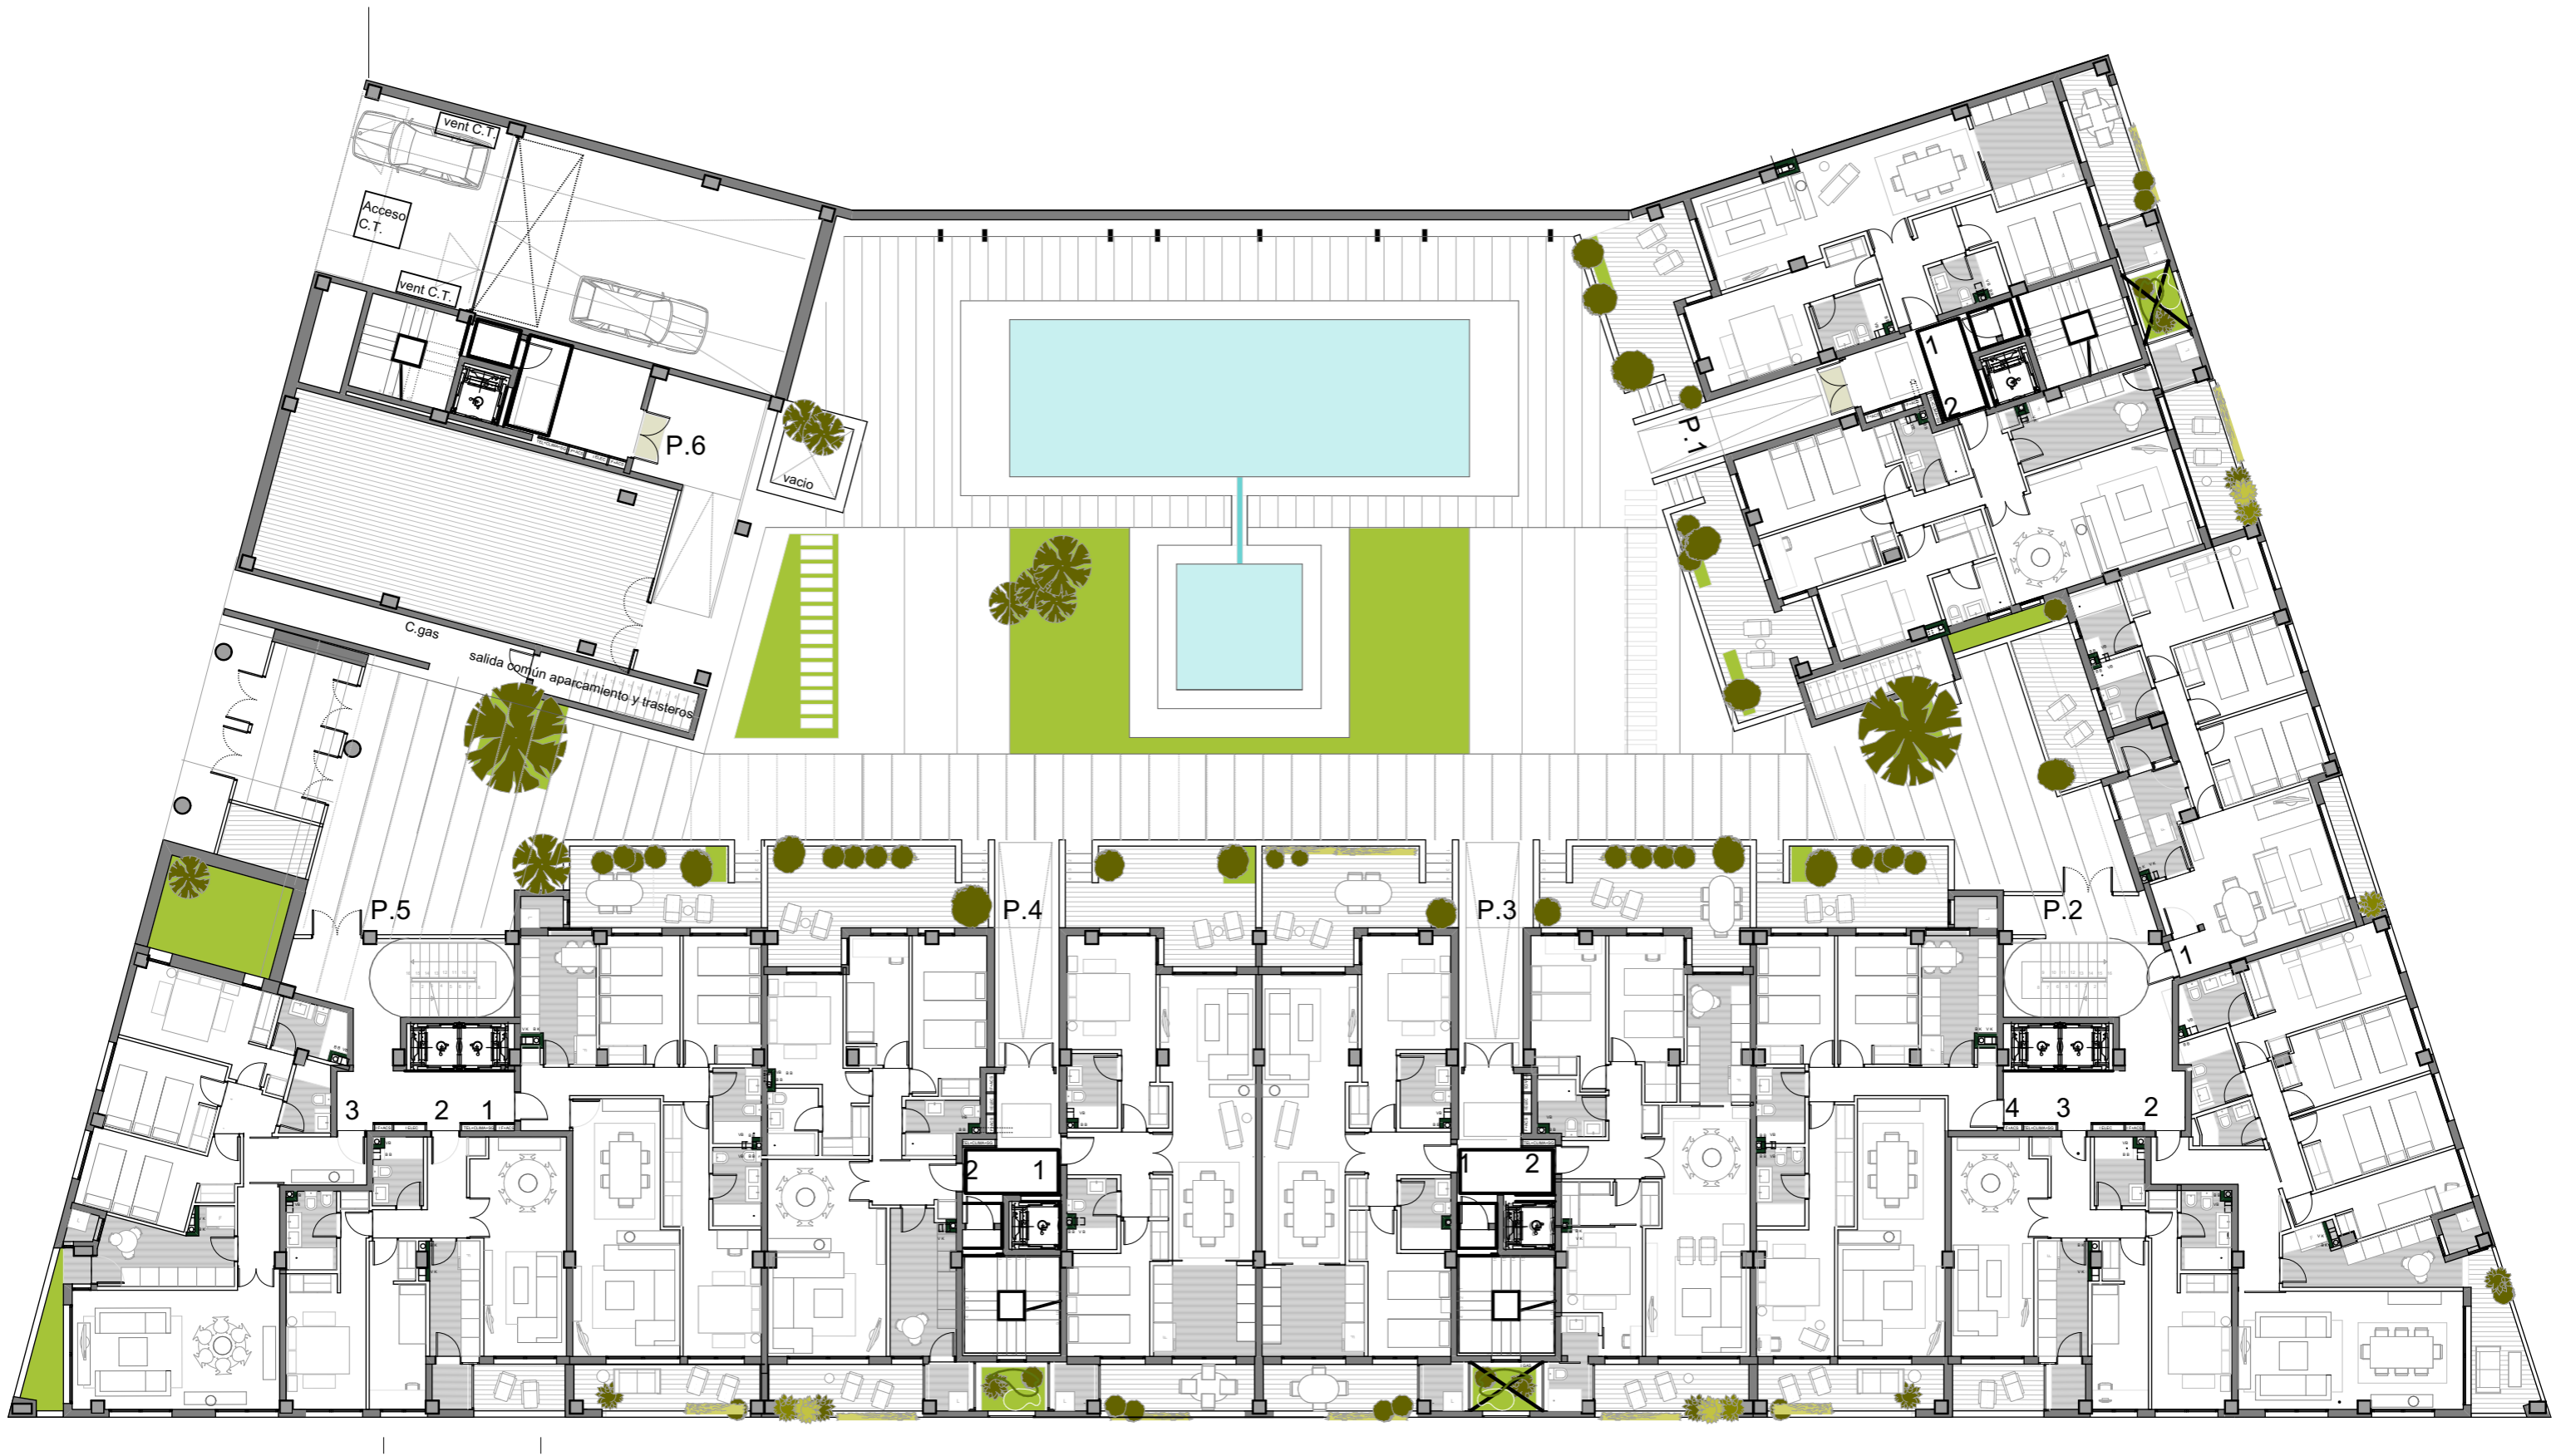 vent C.T.
Acceso
C.T.
vent C.T.
P.6
vacio
1
2
P.1
C.gas
salida común aparcamiento y trasteros
P.5
P.4
P.3
P.2
1
3
2
1
4
3
2
2
1
1
2